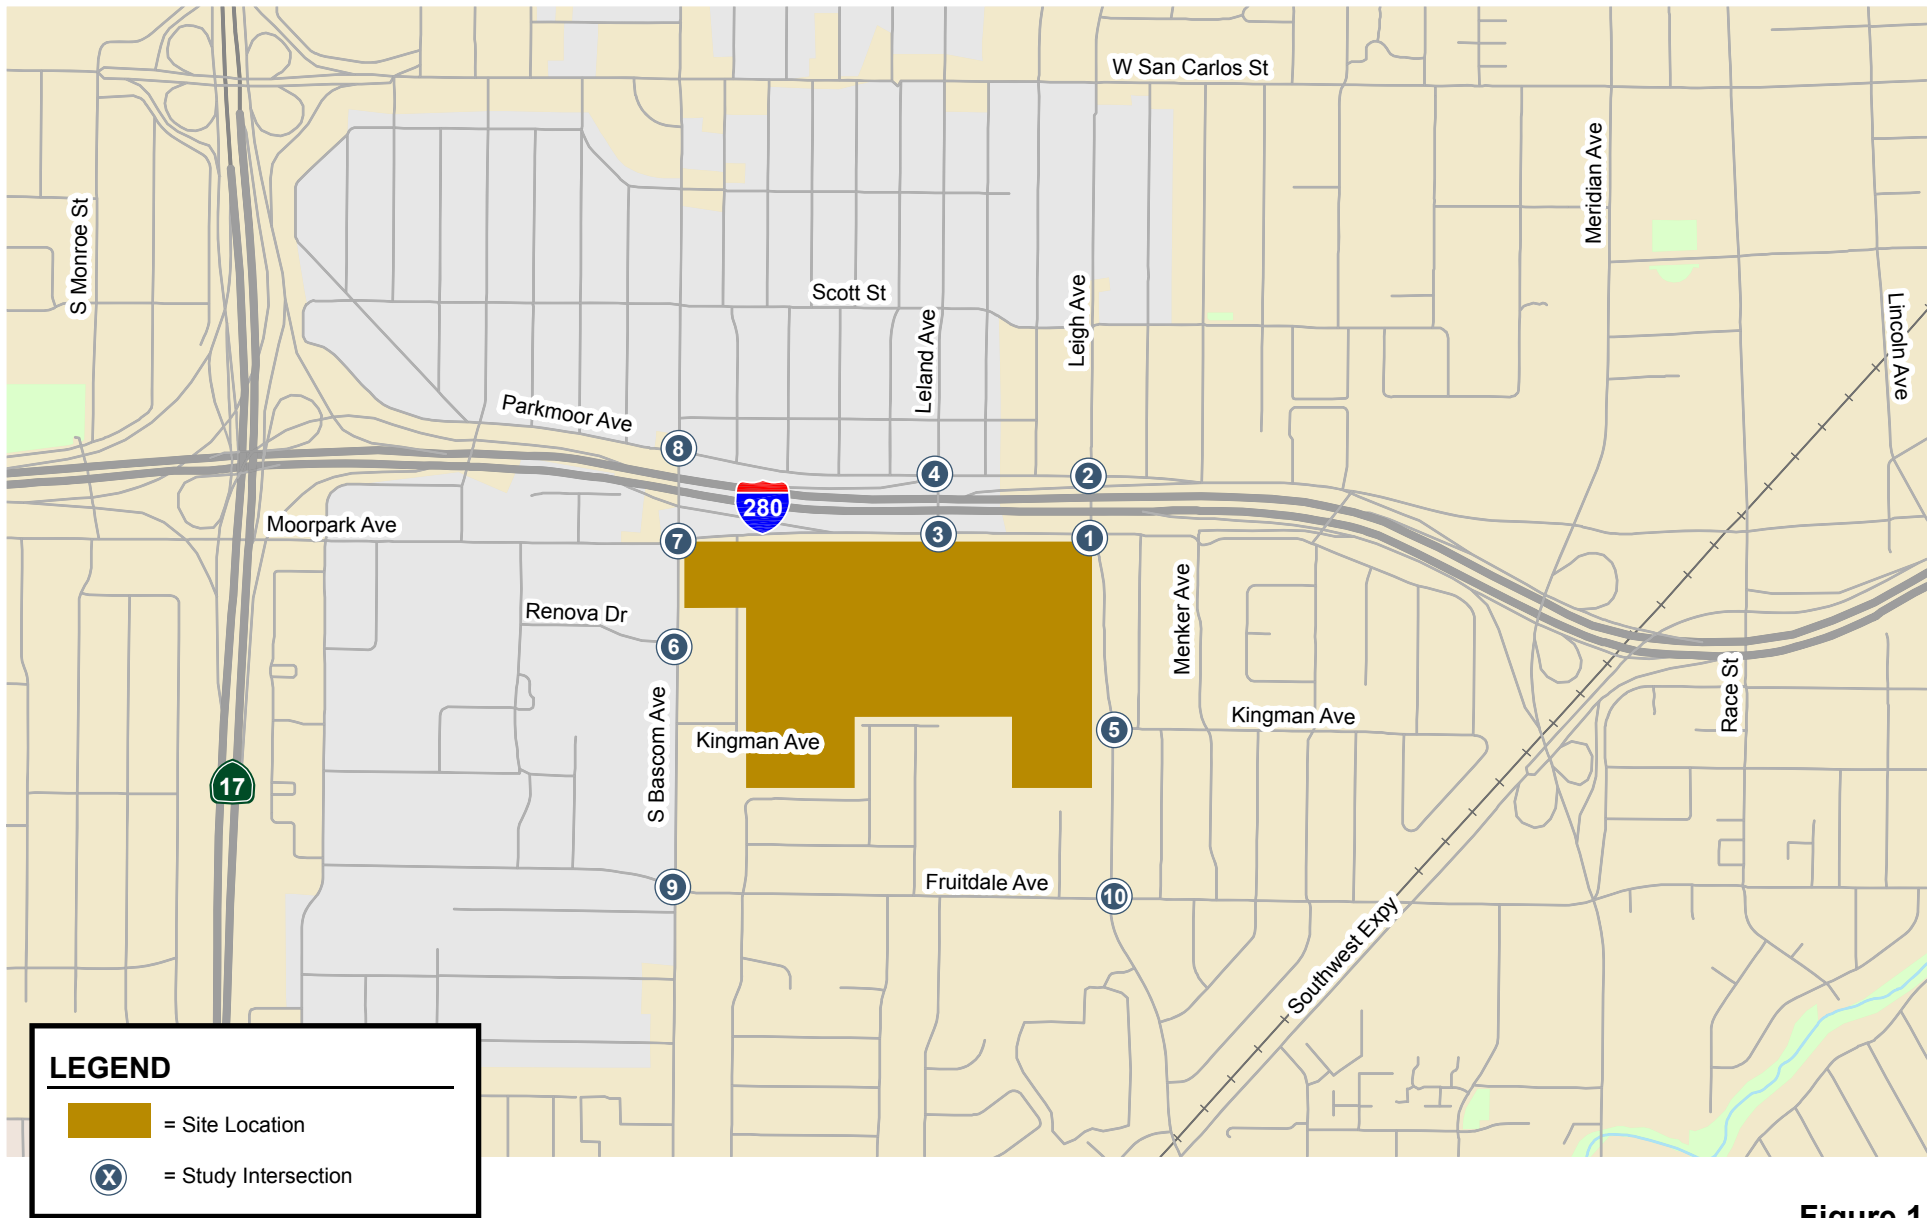 W San Carlos St
S Monroe St
Meridian Ave
Scott St
Leland Ave
Leigh Ave
Lincoln Ave
Parkmoor Ave
8
4
2
280
Moorpark Ave
7
3
1
Renova Dr
6
Menker Ave
S Bascom Ave
Kingman Ave
5
Kingman Ave
Race St
17
9
Fruitdale Ave
10
Southwest Expy
LEGEND
= Site Location
X
= Study Intersection
Figure 1